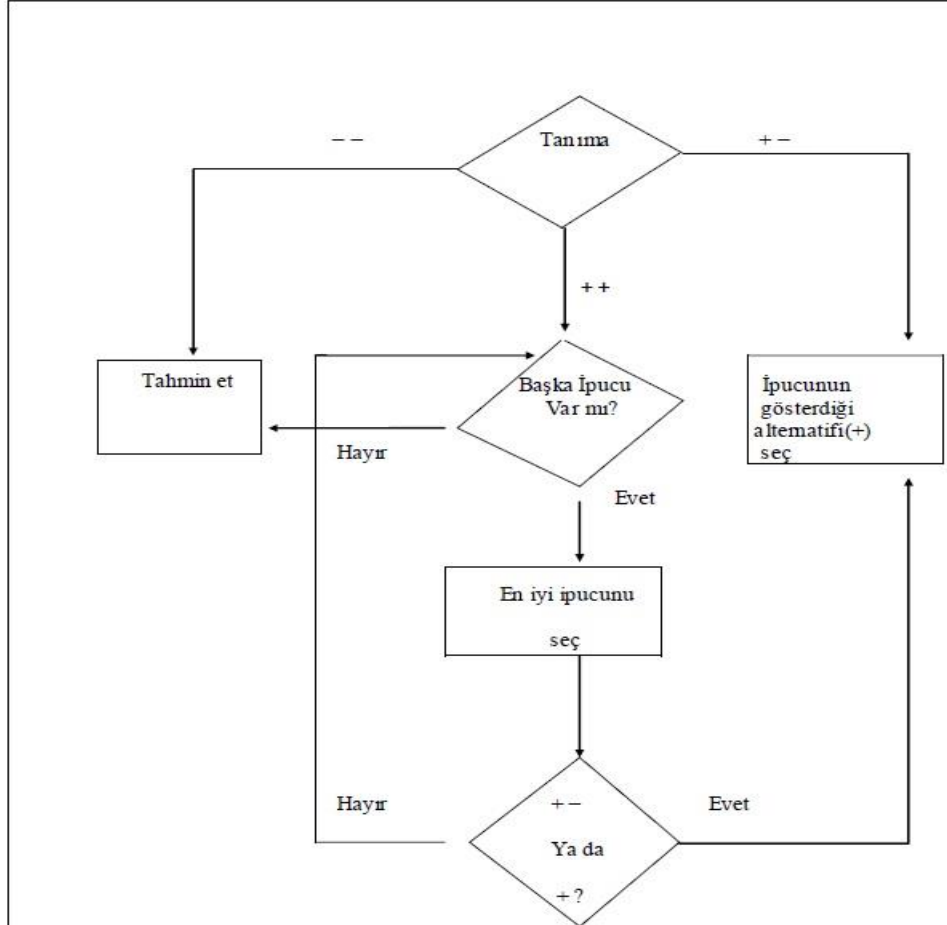 Tanıma
– –
+ –
+ +
Tahmin et
Başka İpucu
Var mı?
İpucunun
gösterdiği
altematifi(+)
seç
Hayır
Evet
En iyi ipucunu
seç
Hayır
+ –
Evet
Ya da
+ ?